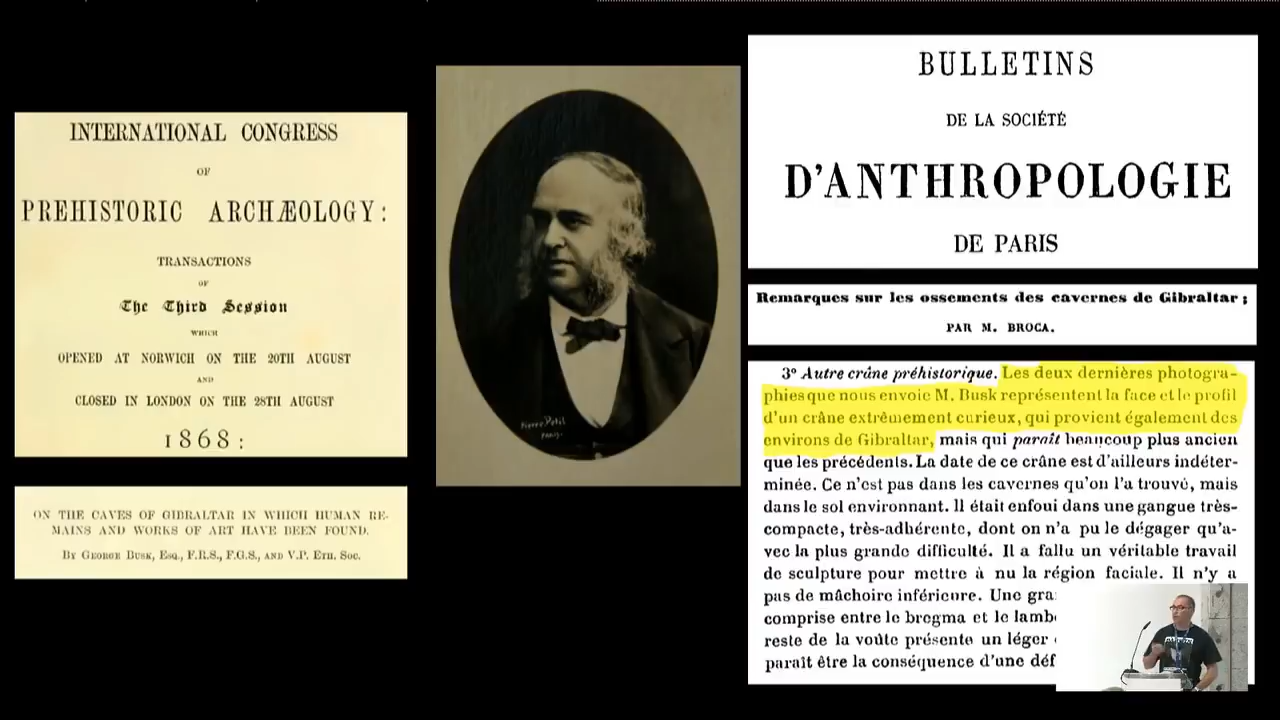 INTERNATIONAL CONGRESS
OF
PREHISTORIC ARCHÆOLOGY:
TRANSACTIONS
OF
The Third Session
WHICH
OPENED AT NORWICH ON THE 20TH AUGUST
AND
CLOSED IN LONDON ON THE 28TH AUGUST
1868:
ON THE CAVES OF GIBRALTAR IN WHICH HUMAN RE-
MAINS AND WORKS OF ART HAVE BEEN FOUND.
By George Busk, Esq., F.R.S., F.G.S., and V.P. Eth. Soc.
Pierre Petit
BULLETINS
DE LA SOCIÉTÉ
D'ANTHROPOLOGIE
DE PARIS
Remarques sur les ossements des cavernes de Gibraltar;
PAR M. BROCA.
3° Autre crâne préhistorique. Les deux dernières photogra-
phies que nous envoie M. Busk représentent la face et le profil
d'un crâne extrêmement curieux, qui provient également des
environs de Gibraltar, mais qui paraît beaucoup plus ancien
que les précédents. La date de ce crâne est d'ailleurs indéter-
minée. Ce n'est pas dans les cavernes qu'on l'a trouvé, mais
dans le sol environnant. Il était enfoui dans une gangue très-
compacte, très-adhérente, dont on n'a pu le dégager qu'a-
vec la plus grande difficulté. Il a fallu un véritable travail
de sculpture pour mettre à nu la région faciale. Il n'y a
pas de mâchoire inférieure. Une gra
comprise entre le bregma et le lamb
reste de la voûte présente un léger
paraît être la conséquence d'une déf